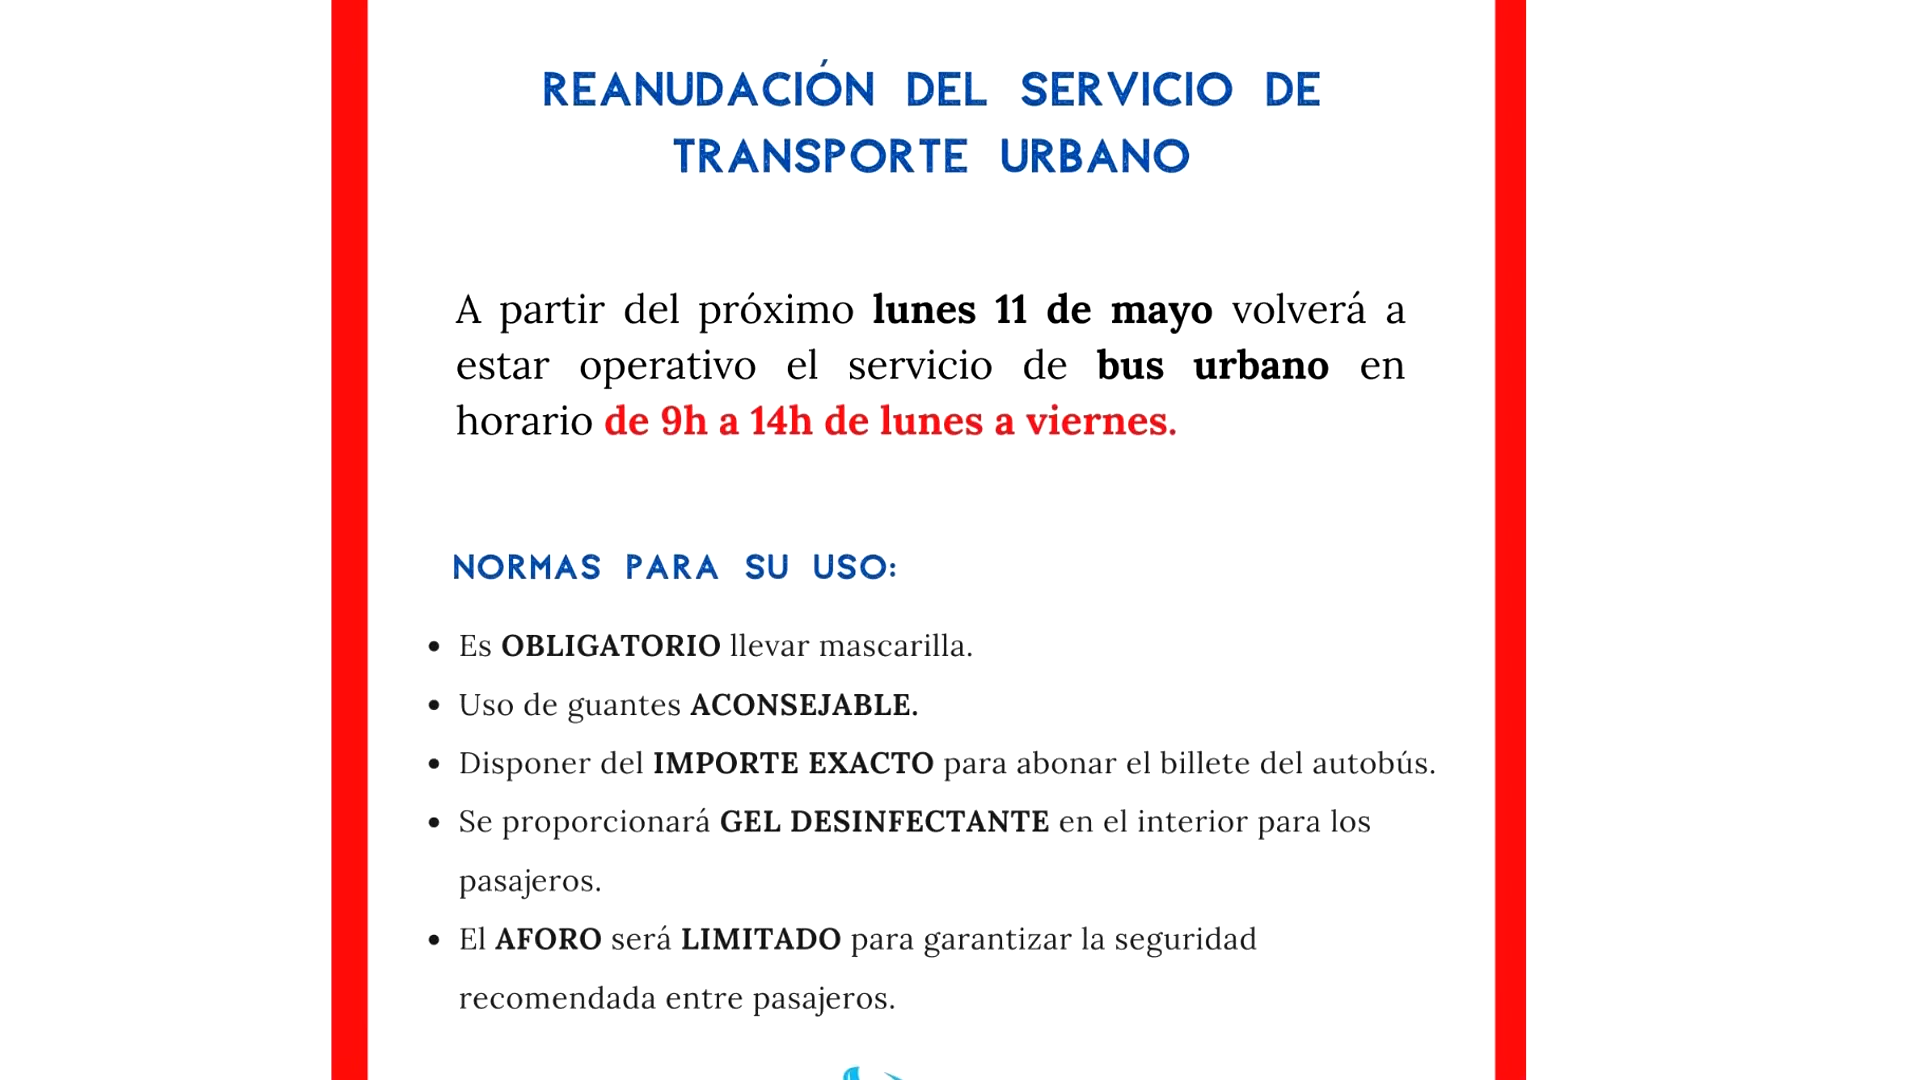 REANUDACIÓN DEL SERVICIO DE
TRANSPORTE URBANO
A partir del próximo lunes 11 de mayo volverá a
estar operativo el servicio de bus urbano en
horario de 9h a 14h de lunes a viernes.
NORMAS PARA SU USO:
• Es OBLIGATORIO llevar mascarilla.
• Uso de guantes ACONSEJABLE.
• Disponer del IMPORTE EXACTO para abonar el billete del autobús.
• Se proporcionará GEL DESINFECTANTE en el interior para los
pasajeros.
• El AFORO será LIMITADO para garantizar la seguridad
recomendada entre pasajeros.